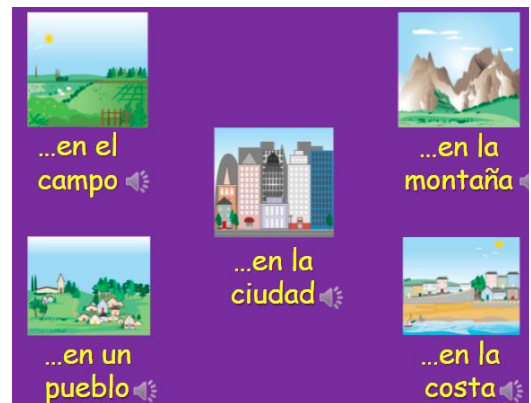 ...en el
campo
...en la
montaña
...en la
ciudad
...en un
pueblo
...en la
costa